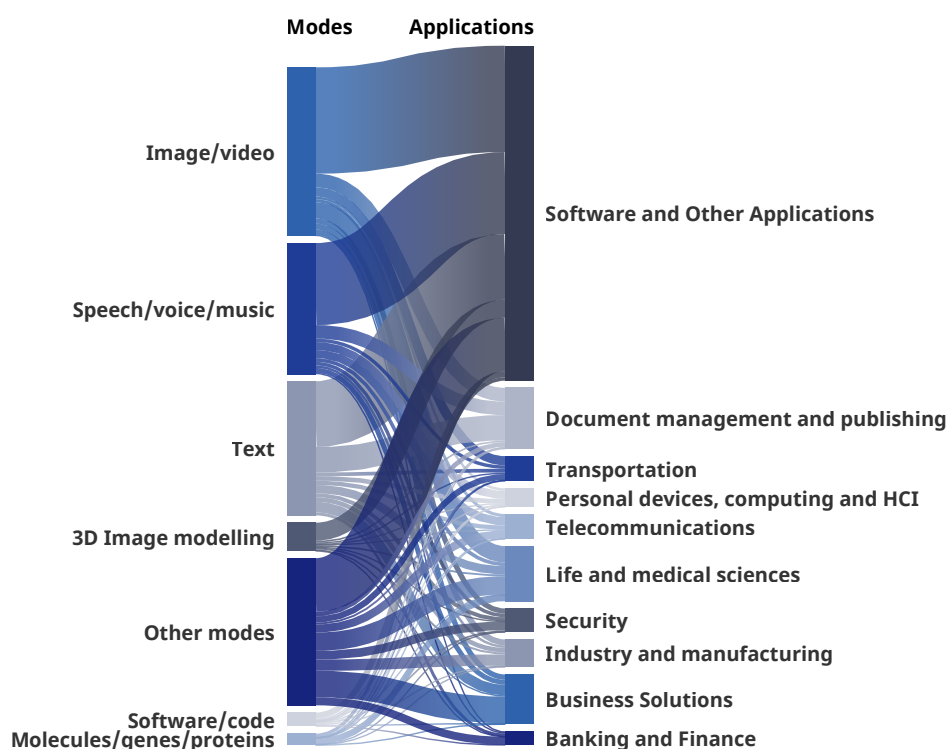 Modes
Applications
Image/video
Speech/voice/music
Text
3D Image modelling
Other modes
Software/code
Molecules/genes/proteins
Software and Other Applications
Document management and publishing
Transportation
Personal devices, computing and HCI
Telecommunications
Life and medical sciences
Security
Industry and manufacturing
Business Solutions
Banking and Finance